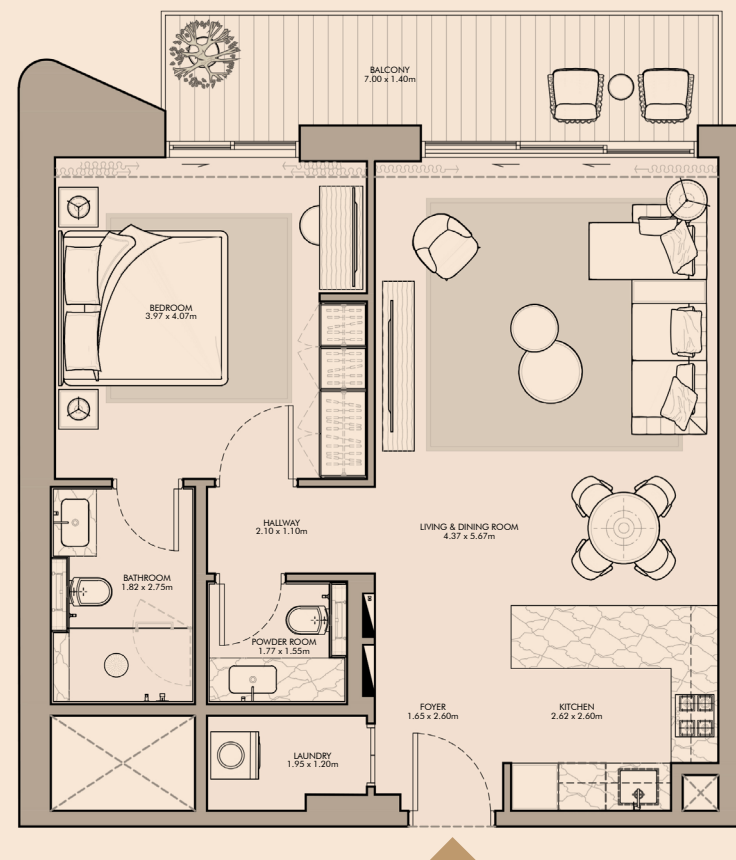 BALCONY
7.00 x 1.40m
BEDROOM
3.97 x 4.07m
HALLWAY
2.10 x 1.10m
LIVING & DINING ROOM
4.37 x 5.67m
BATHROOM
1.82 x 2.75m
POWDER ROOM
1.77 x 1.55m
FOYER
1.65 x 2.60m
KITCHEN
2.62 x 2.60m
LAUNDRY
1.95 x 1.20m